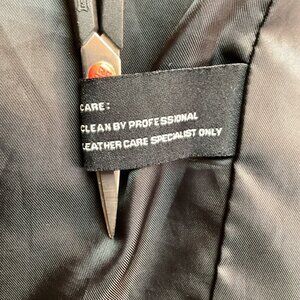 CARE:
CLEAN BY PROFESSIONAL
LEATHER CARE SPECIALIST ONLY